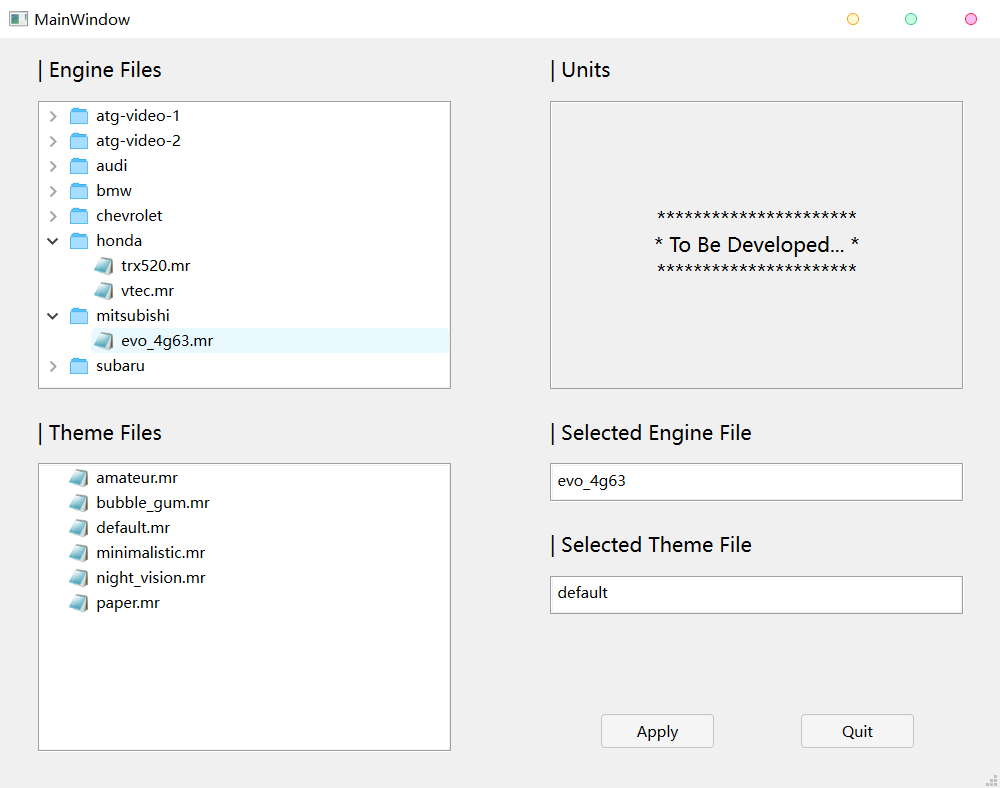 MainWindow
| Engine Files
atg-video-1
atg-video-2
audi
bmw
chevrolet
honda
trx520.mr
vtec.mr
mitsubishi
evo_4g63.mr
subaru
| Units
**********************
* To Be Developed... *
**********************
| Theme Files
amateur.mr
bubble_gum.mr
default.mr
minimalistic.mr
night_vision.mr
paper.mr
| Selected Engine File
evo_4g63
| Selected Theme File
default
Apply
Quit